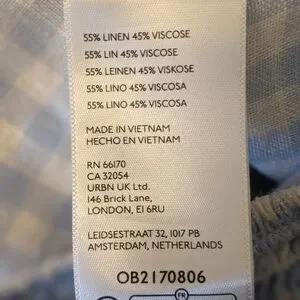 55% LINEN 45% VISCOSE
55% LIN 45% VISCOSE
55% LEINEN 45% VISKOSE
55% LINO 45% VISCOSA
55% LINO 45% VISCOSA
MADE IN VIETNAM
HECHO EN VIETNAM
RN 66170
CA 32054
URBN UK Ltd.
146 Brick Lane,
LONDON, E1 6RU
LEIDSESTRAAT 32, 1017 PB
AMSTERDAM, NETHERLANDS
OB2170806
FR